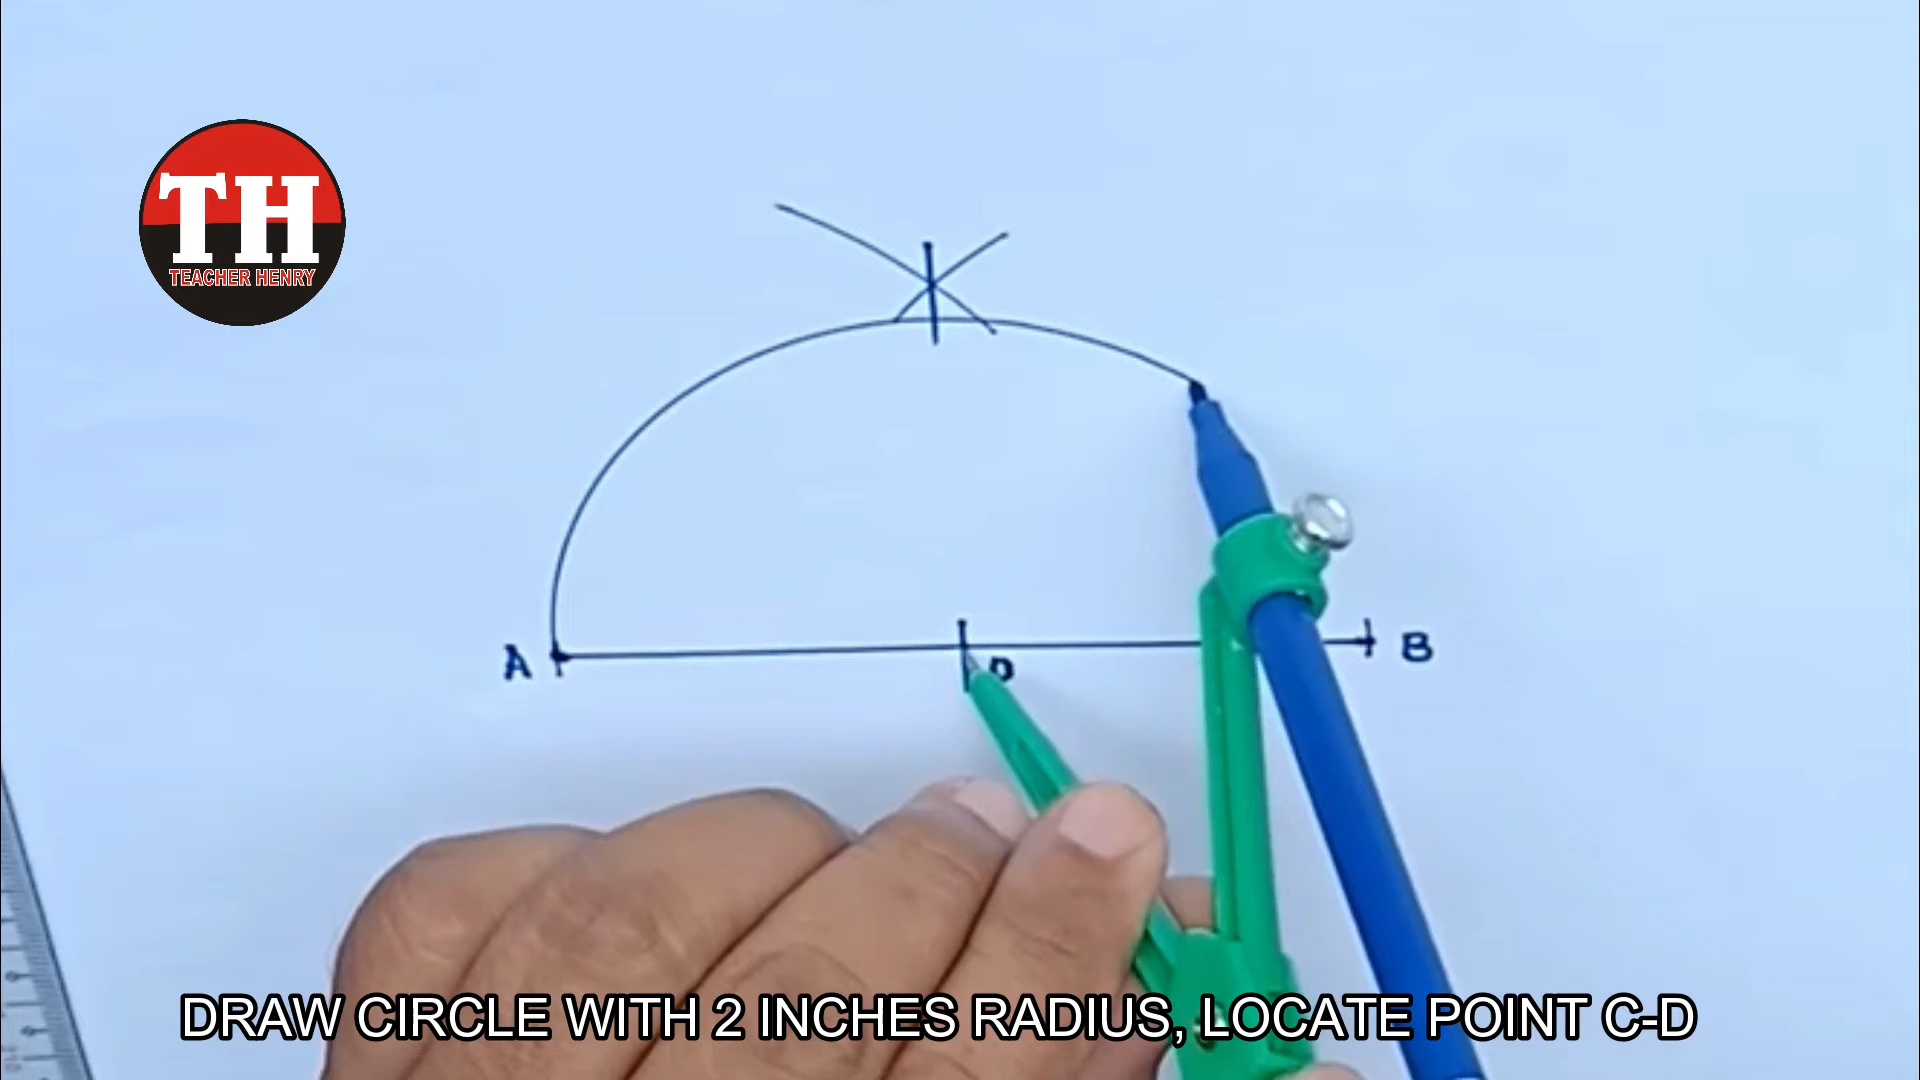 TH
TEACHER HENRY
A
B
DRAW CIRCLE WITH 2 INCHES RADIUS, LOCATE POINT C-D